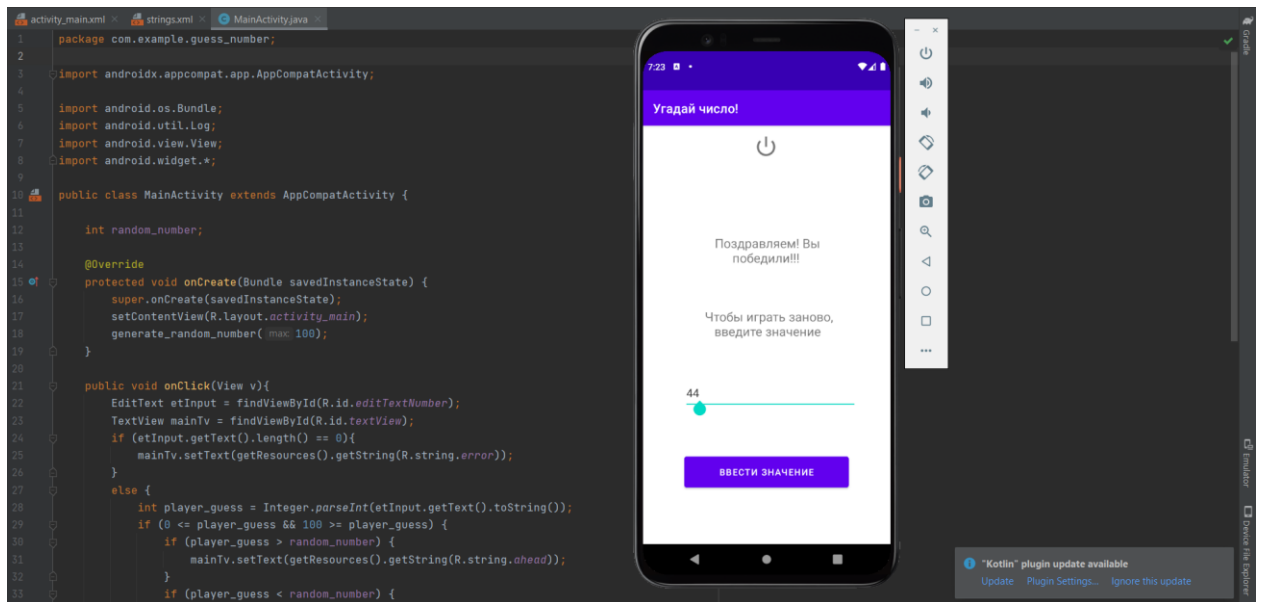 activity_main.xml × strings.xml × MainActivity.java ×
1 package com.example.guess_number;
2
3 import androidx.appcompat.app.AppCompatActivity;
4
5 import android.os.Bundle;
6 import android.util.Log;
7 import android.view.View;
8 import android.widget.*;
9
10 public class MainActivity extends AppCompatActivity {
11
12 int random_number;
13
14 @Override
15 protected void onCreate(Bundle savedInstanceState) {
16 super.onCreate(savedInstanceState);
17 setContentView(R.layout.activity_main);
18 generate_random_number( max: 100);
19 }
20
21 public void onClick(View v){
22 EditText etInput = findViewById(R.id.editTextNumber);
23 TextView mainTv = findViewById(R.id.textView);
24 if (etInput.getText().length() == 0){
25 mainTv.setText(getResources().getString(R.string.error));
26 }
27 else {
28 int player_guess = Integer.parseInt(etInput.getText().toString());
29 if (0 <= player_guess && 100 >= player_guess) {
30 if (player_guess > random_number) {
31 mainTv.setText(getResources().getString(R.string.ahead));
32 }
33 if (player_guess < random_number) {
7:23
Угадай число!
Поздравляем! Вы
победили!!!
Чтобы играть заново,
введите значение
44
ВВЕСТИ ЗНАЧЕНИЕ
Gradle
Emulator
Device File Explorer
"Kotlin" plugin update available
Update Plugin Settings... Ignore this update